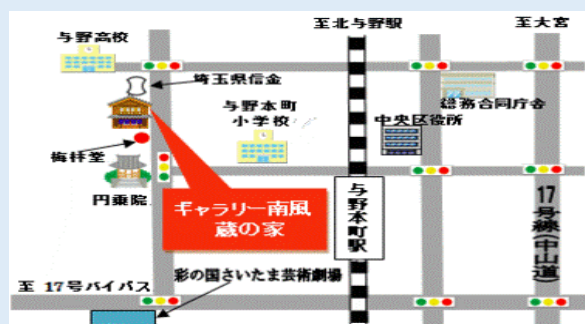 至北与野駅
至大宮
与野高校
埼玉県信金
与野本町
小学校
総務合同庁舎
中央区役所
梅林堂
円乗院
ギャラリー南風
蔵の家
与野本町駅
17号線(中山道)
至 17号バイパス
彩の国さいたま芸術劇場